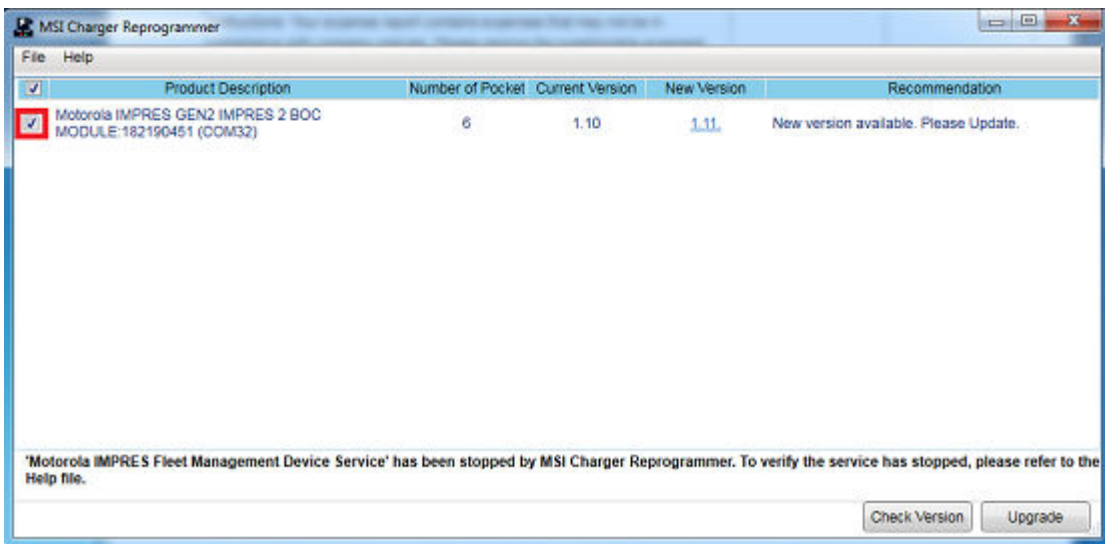 MSI Charger Reprogrammer
File Help
Product Description Number of Pocket Current Version New Version Recommendation
Motorola IMPRES GEN2 IMPRES 2 BOC
MODULE:182190451 (COM32) 6 1.10 1.11. New version available. Please Update.
'Motorola IMPRES Fleet Management Device Service' has been stopped by MSI Charger Reprogrammer. To verify the service has stopped, please refer to the
Help file.
Check Version Upgrade